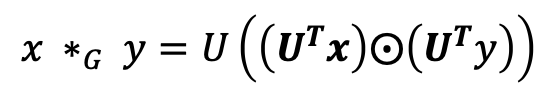 x *_G y = U((U^T x)⊙(U^T y))